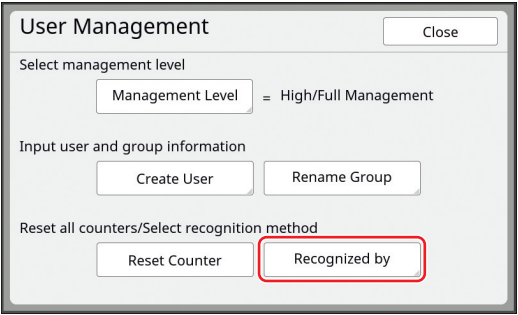 User Management
Close
Select management level
Management Level = High/Full Management
Input user and group information
Create User Rename Group
Reset all counters/Select recognition method
Reset Counter Recognized by